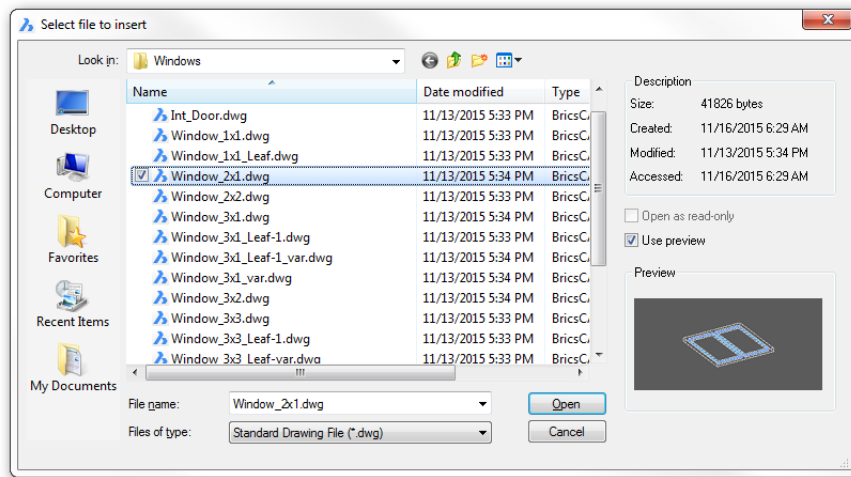 Select file to insert
Look in: Windows
Name Date modified Type
Int_Door.dwg 11/13/2015 5:33 PM BricsCA
Window_1x1.dwg 11/13/2015 5:33 PM BricsCA
Window_1x1_Leaf.dwg 11/13/2015 5:33 PM BricsCA
Window_2x1.dwg 11/13/2015 5:34 PM BricsCA
Window_2x2.dwg 11/13/2015 5:33 PM BricsCA
Window_3x1.dwg 11/13/2015 5:34 PM BricsCA
Window_3x1_Leaf-1.dwg 11/13/2015 5:33 PM BricsCA
Window_3x1_Leaf-1_var.dwg 11/13/2015 5:34 PM BricsCA
Window_3x1_var.dwg 11/13/2015 5:34 PM BricsCA
Window_3x2.dwg 11/13/2015 5:34 PM BricsCA
Window_3x3.dwg 11/13/2015 5:33 PM BricsCA
Window_3x3_Leaf-1.dwg 11/13/2015 5:33 PM BricsCA
Window_3x3_Leaf-var.dwg 11/13/2015 5:33 PM BricsCA
Desktop
Computer
Favorites
Recent Items
My Documents
File name: Window_2x1.dwg Open
Files of type: Standard Drawing File (*.dwg) Cancel
Description
Size: 41826 bytes
Created: 11/16/2015 6:29 AM
Modified: 11/13/2015 5:34 PM
Accessed: 11/16/2015 6:29 AM
Open as read-only
Use preview
Preview